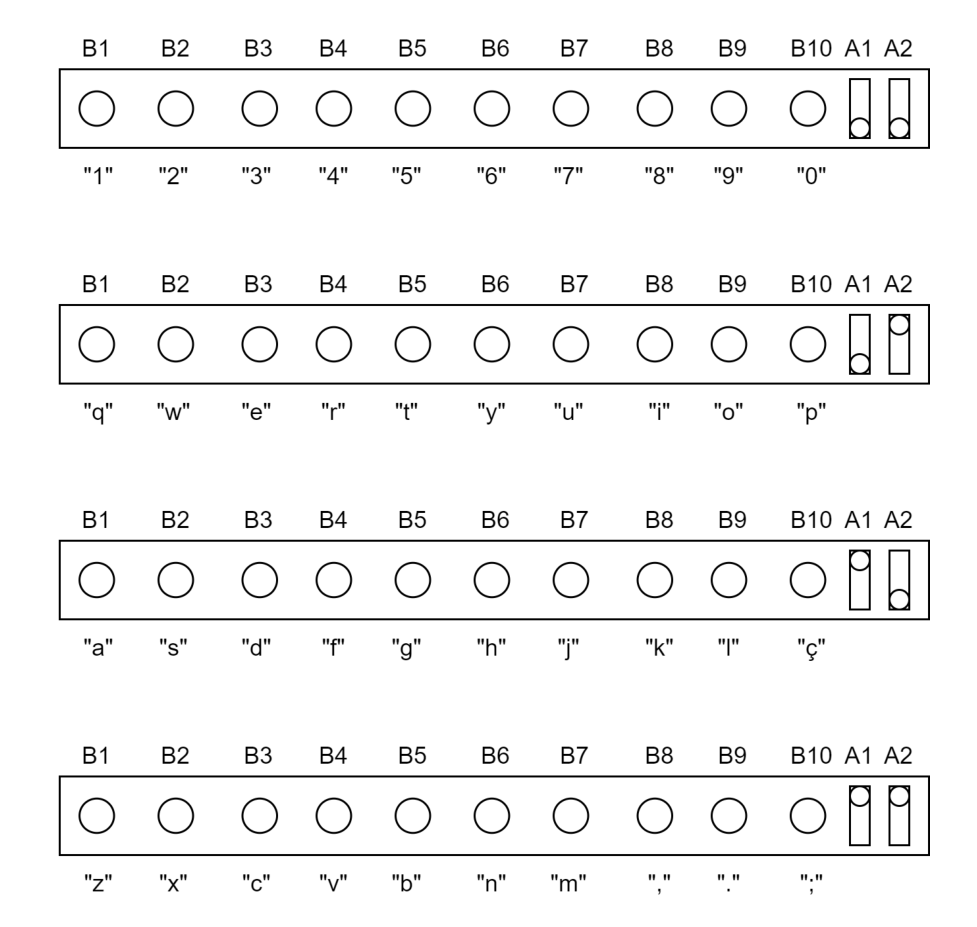 B1 B2 B3 B4 B5 B6 B7 B8 B9 B10 A1 A2
"1" "2" "3" "4" "5" "6" "7" "8" "9" "0"
B1 B2 B3 B4 B5 B6 B7 B8 B9 B10 A1 A2
"q" "w" "e" "r" "t" "y" "u" "i" "o" "p"
B1 B2 B3 B4 B5 B6 B7 B8 B9 B10 A1 A2
"a" "s" "d" "f" "g" "h" "j" "k" "l" "ç"
B1 B2 B3 B4 B5 B6 B7 B8 B9 B10 A1 A2
"z" "x" "c" "v" "b" "n" "m" "," "." ";"